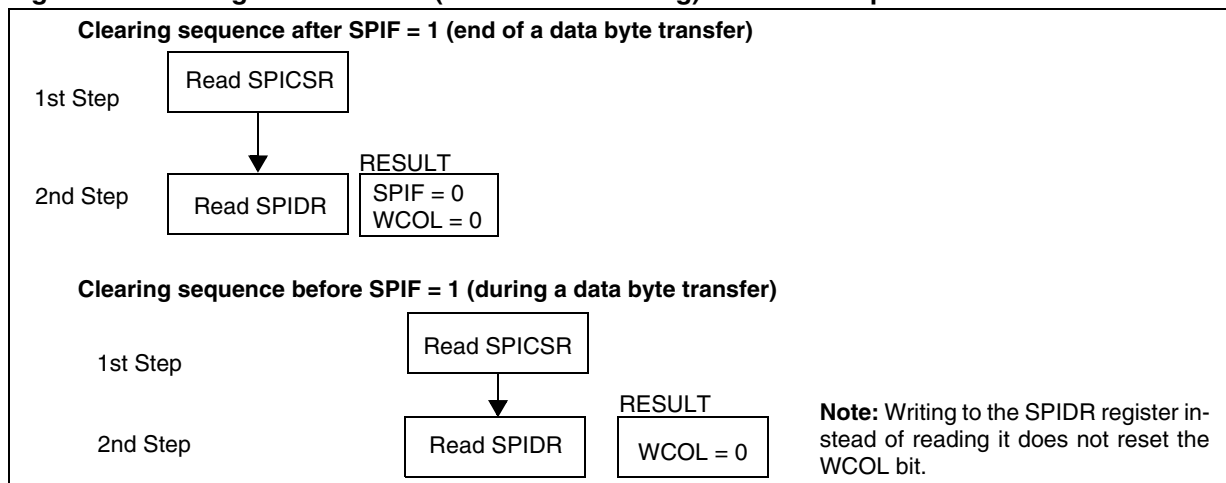 Clearing sequence after SPIF = 1 (end of a data byte transfer)
1st Step
Read SPICSR
RESULT
2nd Step
Read SPIDR
SPIF = 0
WCOL = 0
Clearing sequence before SPIF = 1 (during a data byte transfer)
1st Step
Read SPICSR
RESULT
2nd Step
Read SPIDR
WCOL = 0
Note: Writing to the SPIDR register in-
stead of reading it does not reset the
WCOL bit.